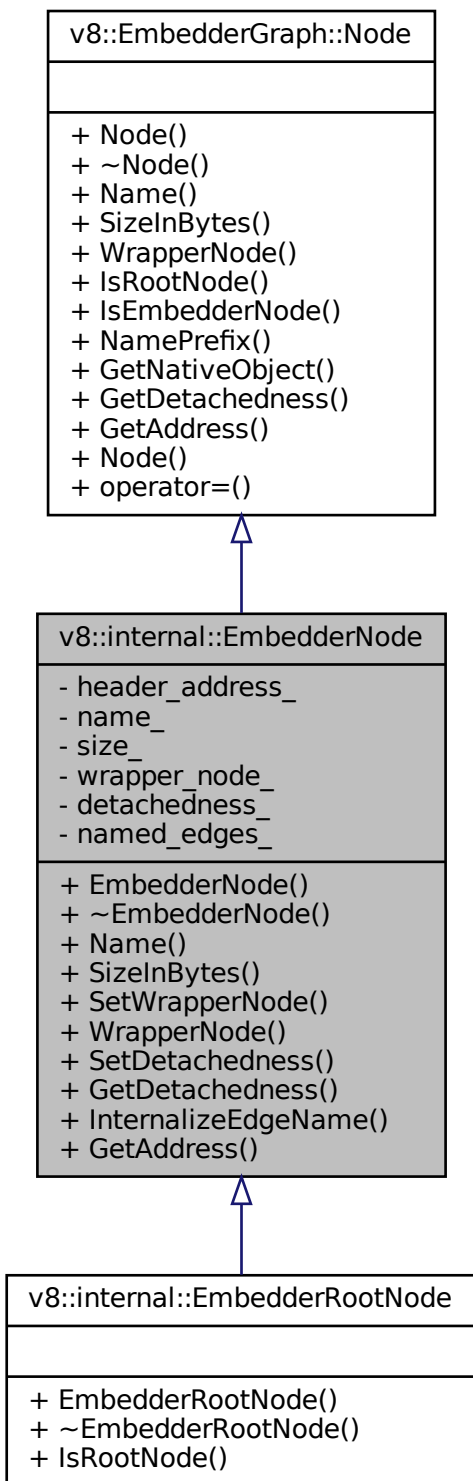 v8::EmbedderGraph::Node
+ Node()
+ ~Node()
+ Name()
+ SizeInBytes()
+ WrapperNode()
+ IsRootNode()
+ IsEmbedderNode()
+ NamePrefix()
+ GetNativeObject()
+ GetDetachedness()
+ GetAddress()
+ Node()
+ operator=()
v8::internal::EmbedderNode
- header_address_
- name_
- size_
- wrapper_node_
- detachedness_
- named_edges_
+ EmbedderNode()
+ ~EmbedderNode()
+ Name()
+ SizeInBytes()
+ SetWrapperNode()
+ WrapperNode()
+ SetDetachedness()
+ GetDetachedness()
+ InternalizeEdgeName()
+ GetAddress()
v8::internal::EmbedderRootNode
+ EmbedderRootNode()
+ ~EmbedderRootNode()
+ IsRootNode()